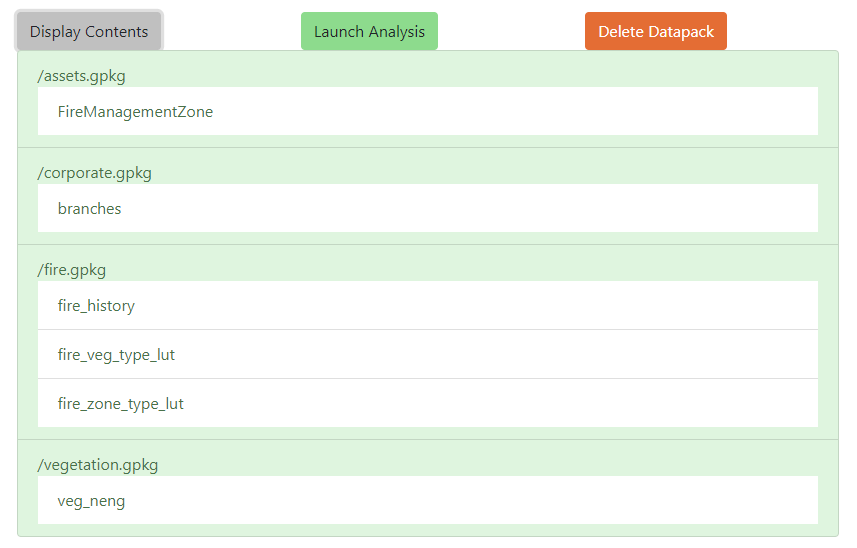 Display Contents
Launch Analysis
Delete Datapack
/assets.gpkg
FireManagementZone
/corporate.gpkg
branches
/fire.gpkg
fire_history
fire_veg_type_lut
fire_zone_type_lut
/vegetation.gpkg
veg_neng